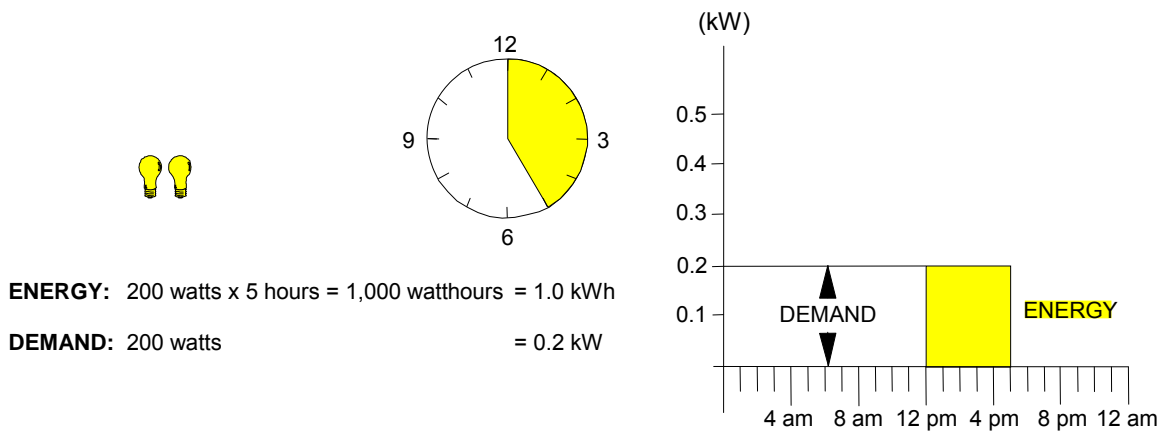 12
9
3
6
ENERGY: 200 watts x 5 hours = 1,000 watthours = 1.0 kWh
DEMAND: 200 watts = 0.2 kW
(kW)
0.5
0.4
0.3
0.2
0.1
DEMAND
ENERGY
4 am 8 am 12 pm 4 pm 8 pm 12 am